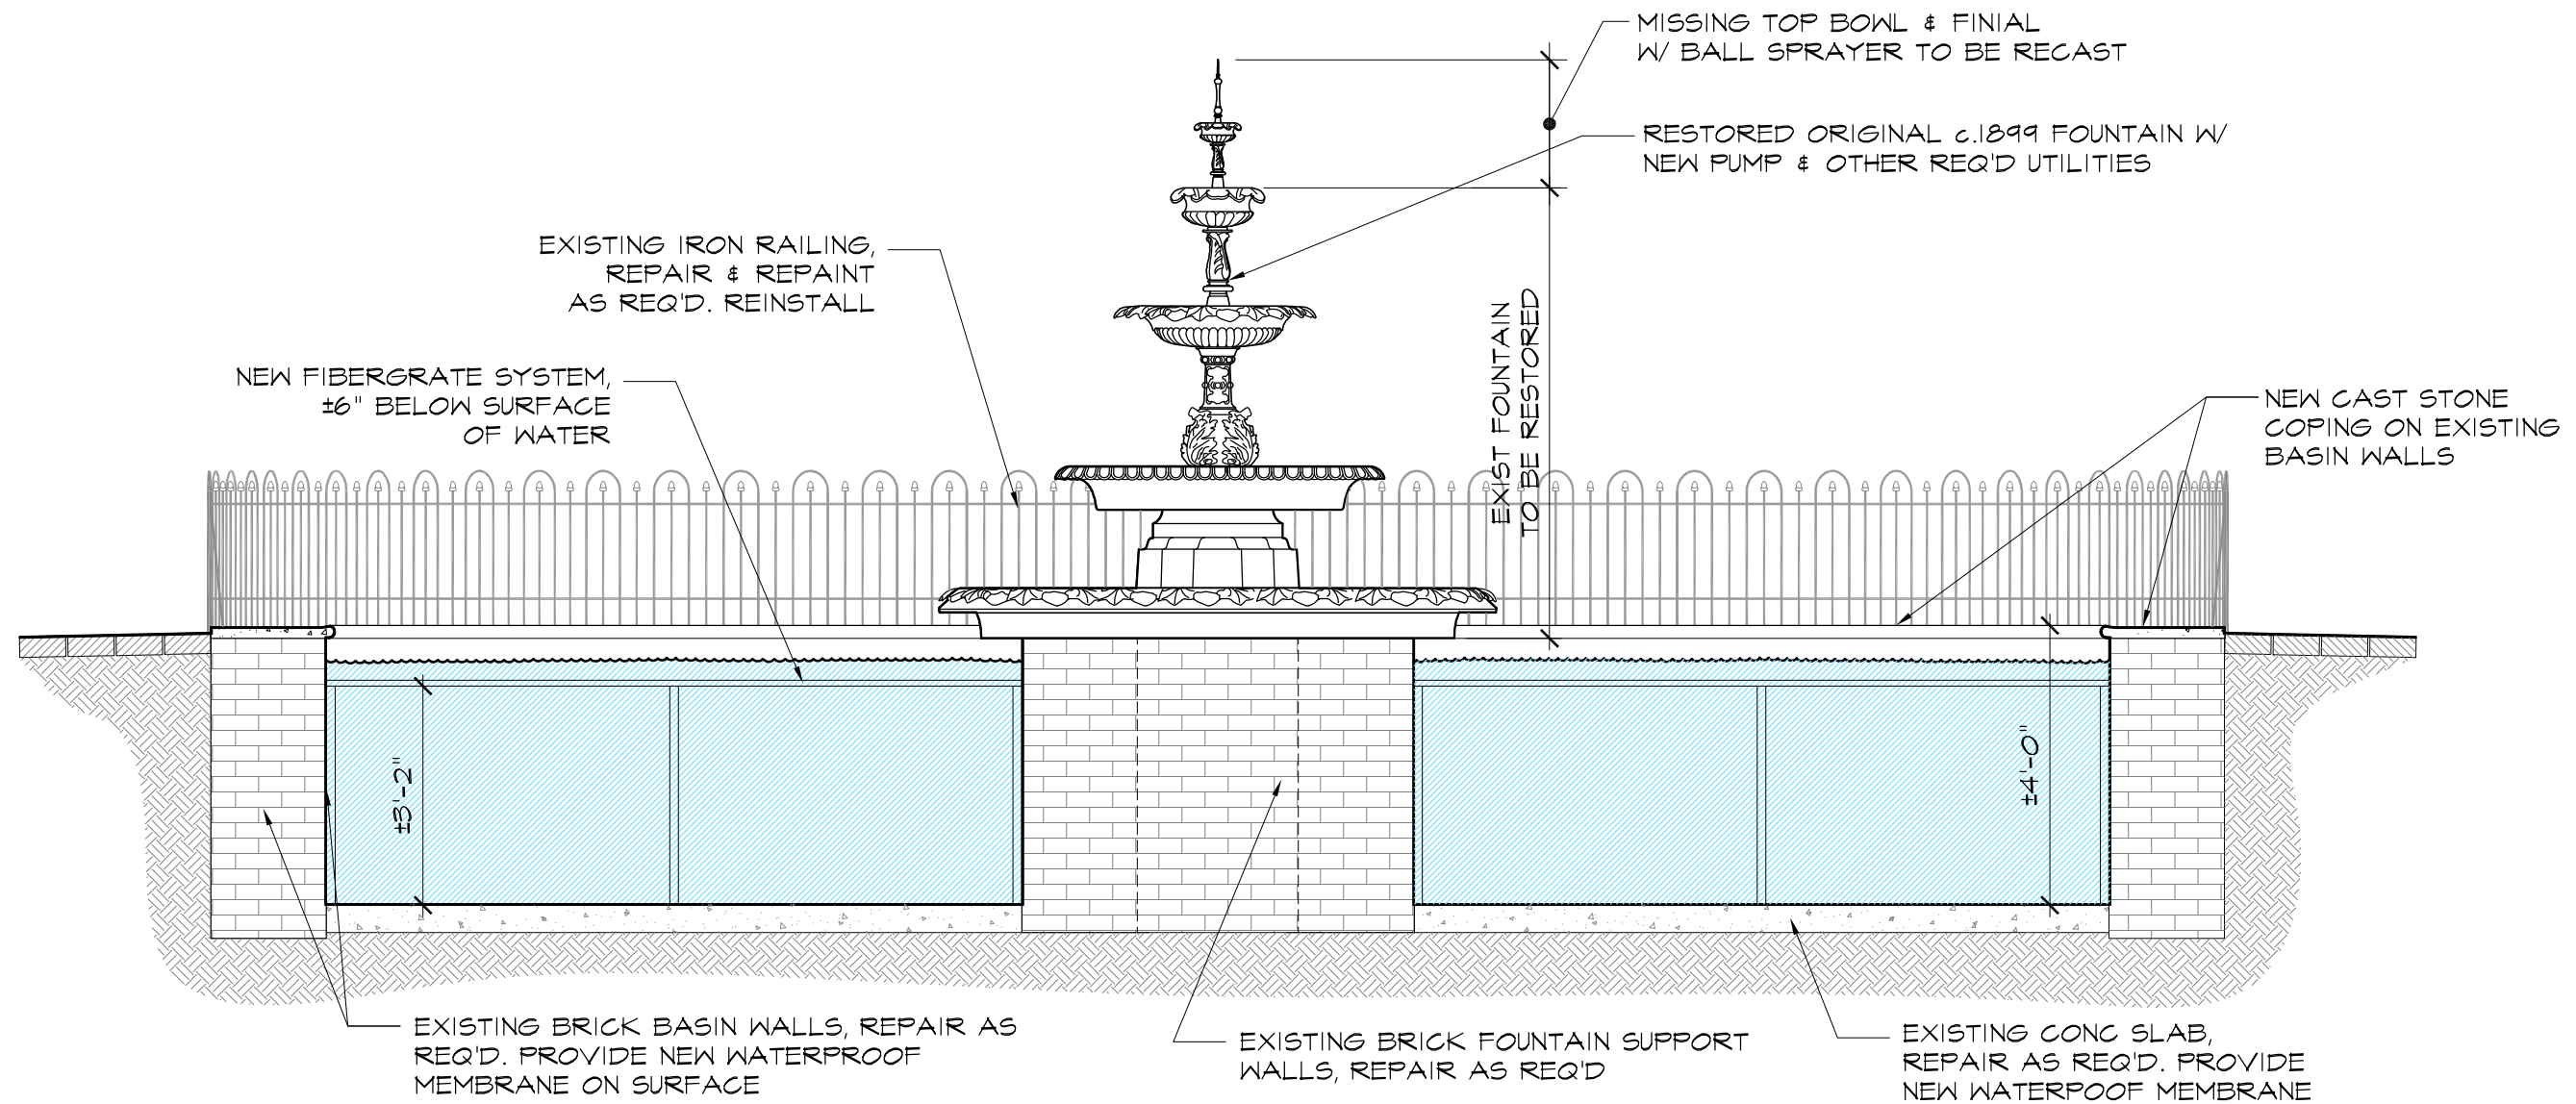 MISSING TOP BOWL & FINIAL
W/ BALL SPRAYER TO BE RECAST
RESTORED ORIGINAL c.1899 FOUNTAIN W/
NEW PUMP & OTHER REQ'D UTILITIES
EXISTING IRON RAILING,
REPAIR & REPAINT
AS REQ'D. REINSTALL
NEW FIBERGRATE SYSTEM,
±6" BELOW SURFACE
OF WATER
EXIST FOUNTAIN
TO BE RESTORED
NEW CAST STONE
COPING ON EXISTING
BASIN WALLS
±3'-2"
±4'-0"
EXISTING BRICK BASIN WALLS, REPAIR AS
REQ'D. PROVIDE NEW WATERPROOF
MEMBRANE ON SURFACE
EXISTING BRICK FOUNTAIN SUPPORT
WALLS, REPAIR AS REQ'D
EXISTING CONC SLAB,
REPAIR AS REQ'D. PROVIDE
NEW WATERPOOF MEMBRANE